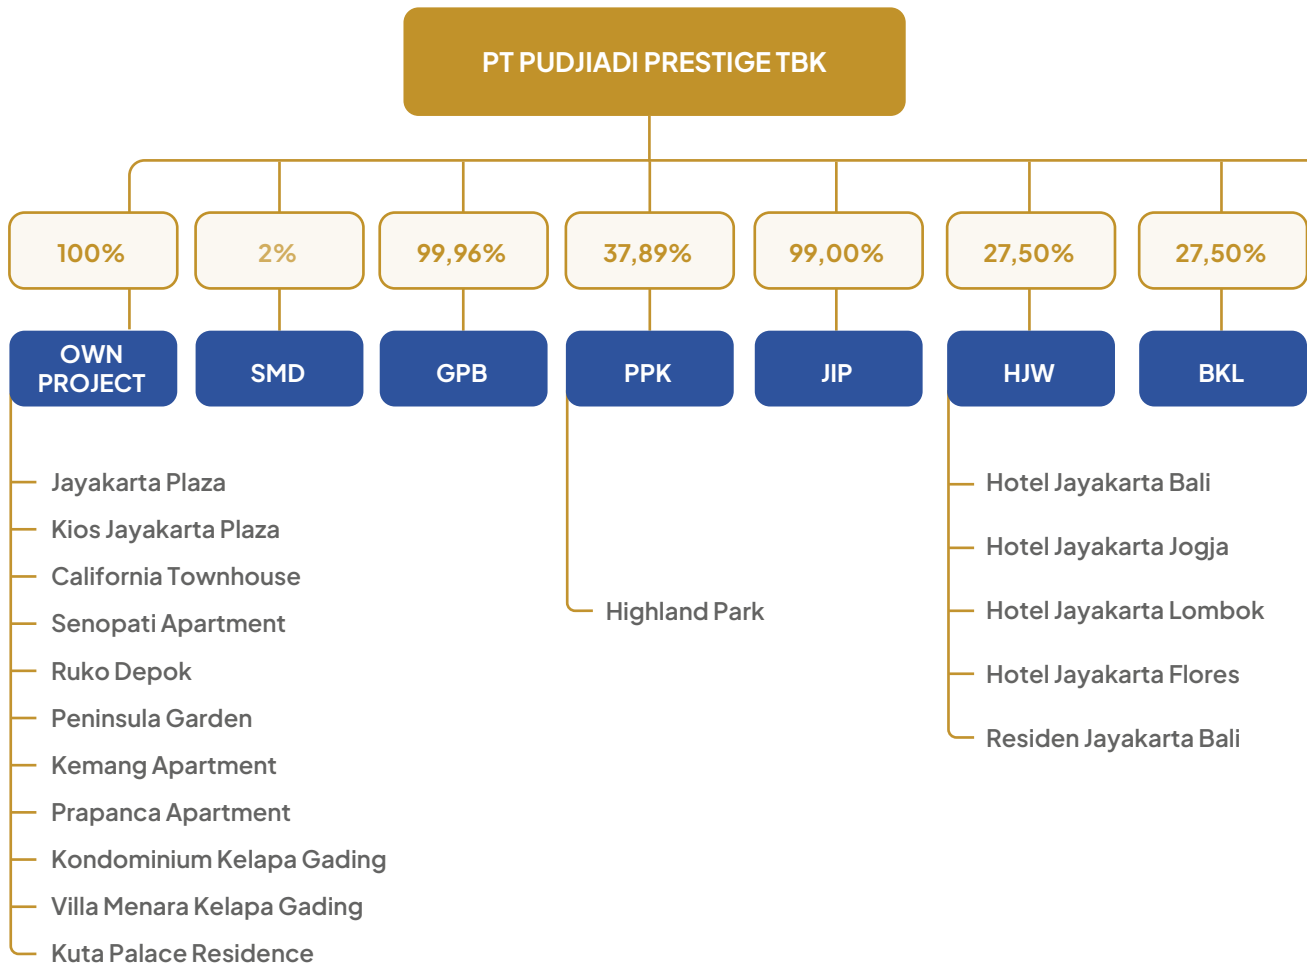 PT PUDJIADI PRESTIGE TBK
100%
2%
99,96%
37,89%
99,00%
27,50%
27,50%
OWN
PROJECT
SMD
GPB
PPK
JIP
HJW
BKL
Jayakarta Plaza
Kios Jayakarta Plaza
California Townhouse
Senopati Apartment
Ruko Depok
Peninsula Garden
Kemang Apartment
Prapanca Apartment
Kondominium Kelapa Gading
Villa Menara Kelapa Gading
Kuta Palace Residence
Highland Park
Hotel Jayakarta Bali
Hotel Jayakarta Jogja
Hotel Jayakarta Lombok
Hotel Jayakarta Flores
Residen Jayakarta Bali